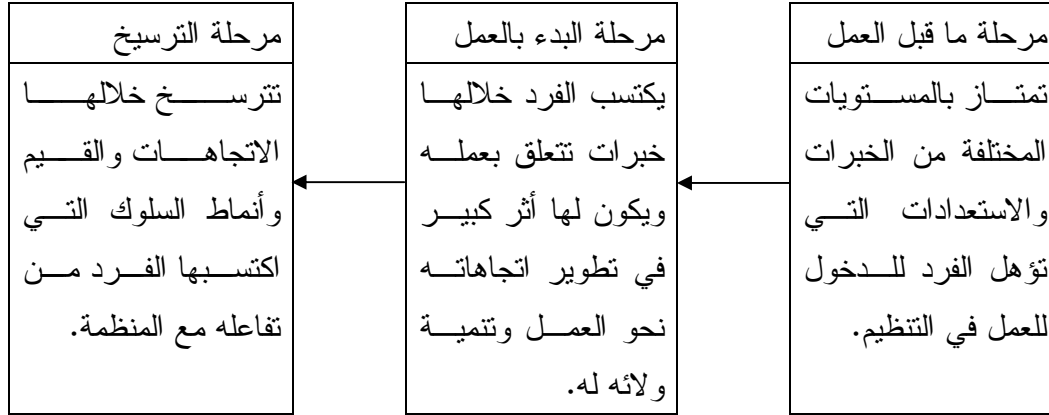 مرحلة ما قبل العمل
تمتاز بالمستويات
المختلفة من الخبرات
والاستعدادات التي
تؤهل الفرد للدخول
للعمل في التنظيم.
مرحلة البدء بالعمل
يكتسب الفرد خلالها
خبرات تتعلق بعمله
ويكون لها أثر كبير
في تطوير اتجاهاته
نحو العمل وتنمية
ولائه له.
مرحلة الترسيخ
تترسخ خلالها
الاتجاهات والقيم
وأنماط السلوك التي
اكتسبها الفرد من
تفاعله مع المنظمة.